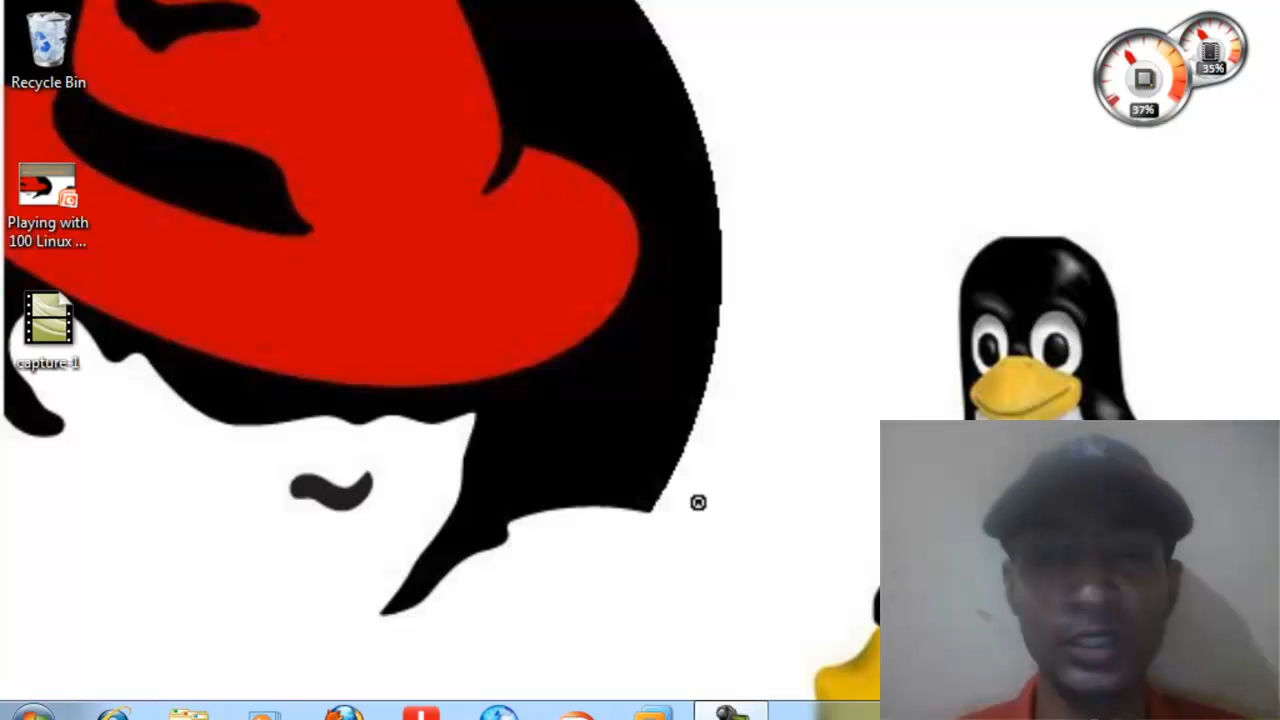 Recycle Bin
Playing with
100 Linux ...
capture-1
35%
37%
®